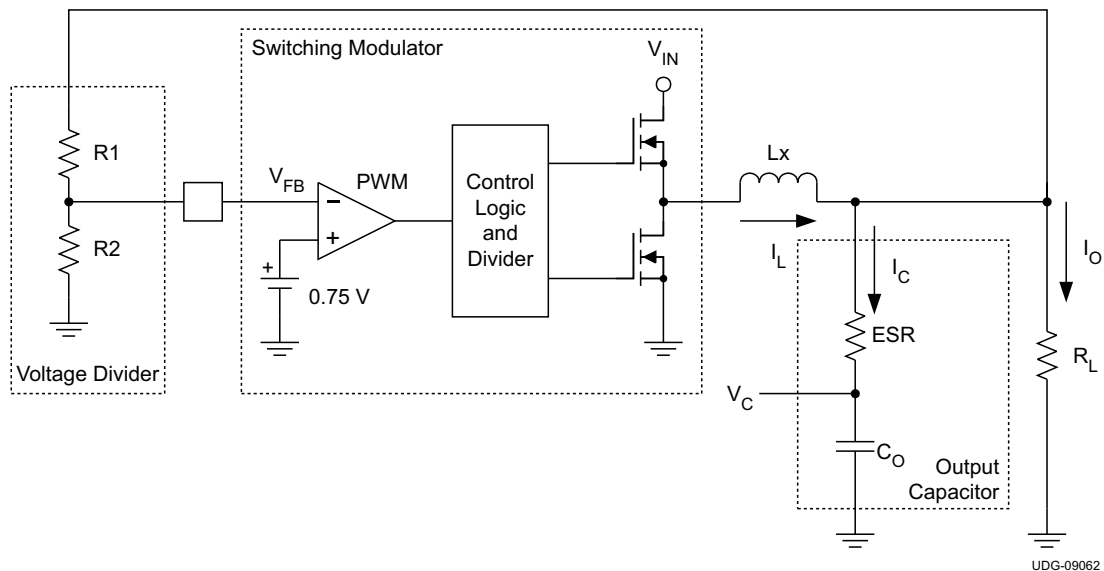 Switching Modulator
V_IN
R1
R2
Voltage Divider
V_FB
PWM
−
+
+
0.75 V
Control
Logic
and
Divider
Lx
I_L
I_C
I_O
ESR
V_C
C_O
R_L
Output
Capacitor
UDG-09062